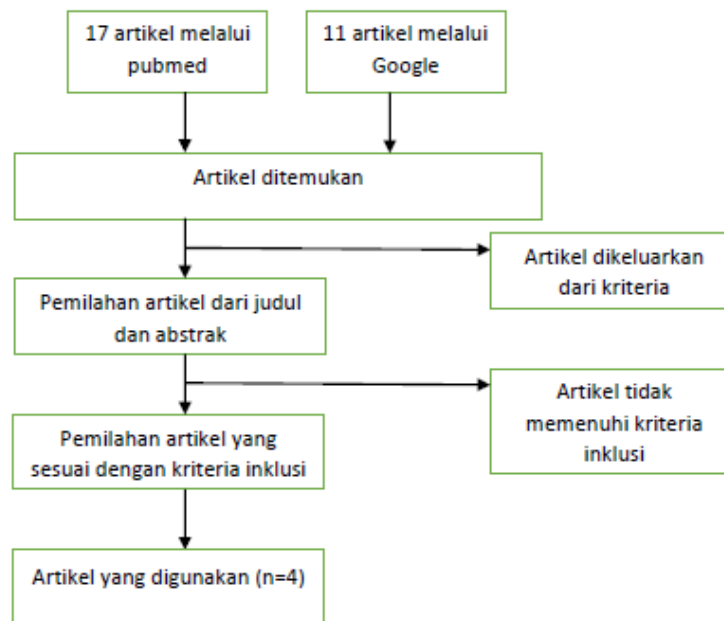 17 artikel melalui
pubmed
11 artikel melalui
Google
Artikel ditemukan
Artikel dikeluarkan
dari kriteria
Pemilahan artikel dari judul
dan abstrak
Artikel tidak
memenuhi kriteria
inklusi
Pemilahan artikel yang
sesuai dengan kriteria inklusi
Artikel yang digunakan (n=4)